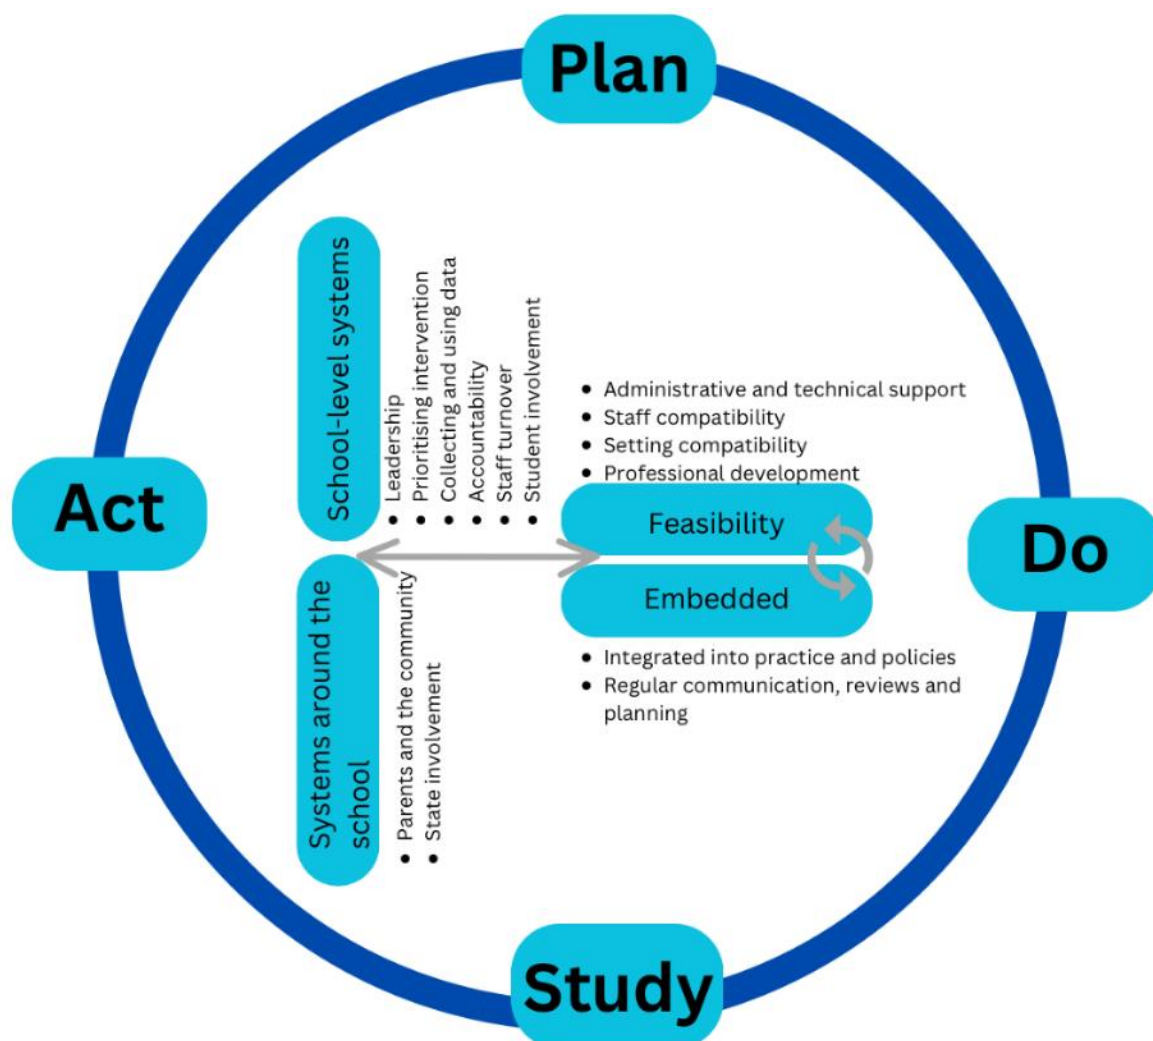 Plan
School-level systems
• Leadership
• Prioritising intervention
• Collecting and using data
• Accountability
• Staff turnover
• Student involvement
• Administrative and technical support
• Staff compatibility
• Setting compatibility
• Professional development
Act
Feasibility
Do
Embedded
Systems around the
school
• Parents and the community
• State involvement
• Integrated into practice and policies
• Regular communication, reviews and
planning
Study